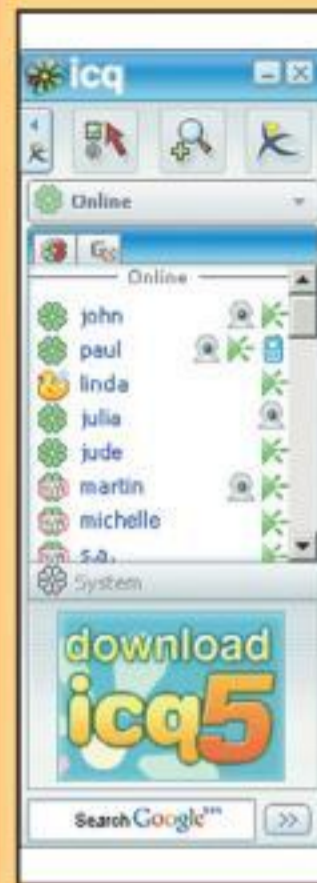 icq
Online
Online
john
paul
linda
julia
jude
martin
michelle
s.a.
System
download
icq5
Search Google